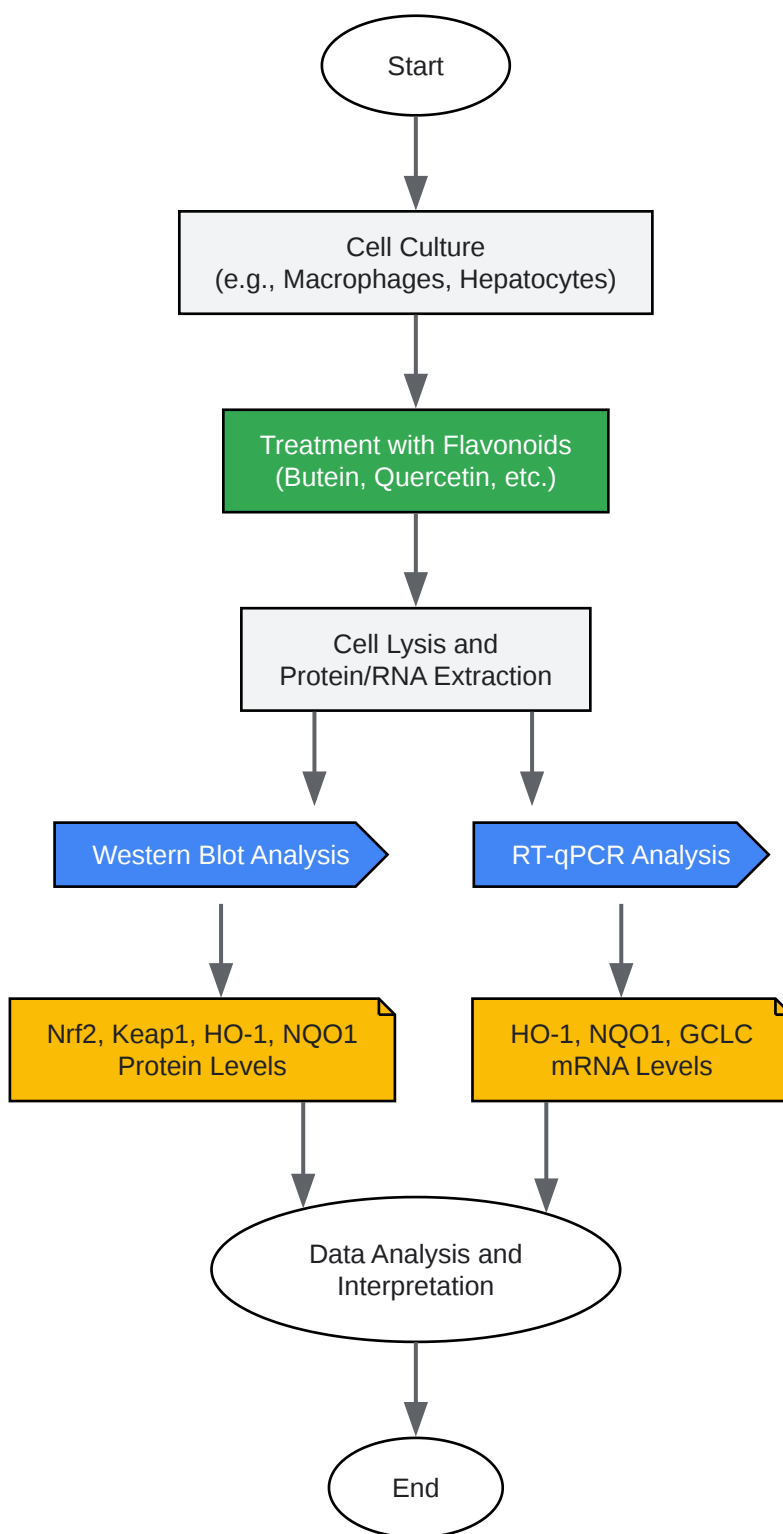 Start
Cell Culture
(e.g., Macrophages, Hepatocytes)
Treatment with Flavonoids
(Butein, Quercetin, etc.)
Cell Lysis and
Protein/RNA Extraction
Western Blot Analysis
RT-qPCR Analysis
Nrf2, Keap1, HO-1, NQO1
Protein Levels
HO-1, NQO1, GCLC
mRNA Levels
Data Analysis and
Interpretation
End